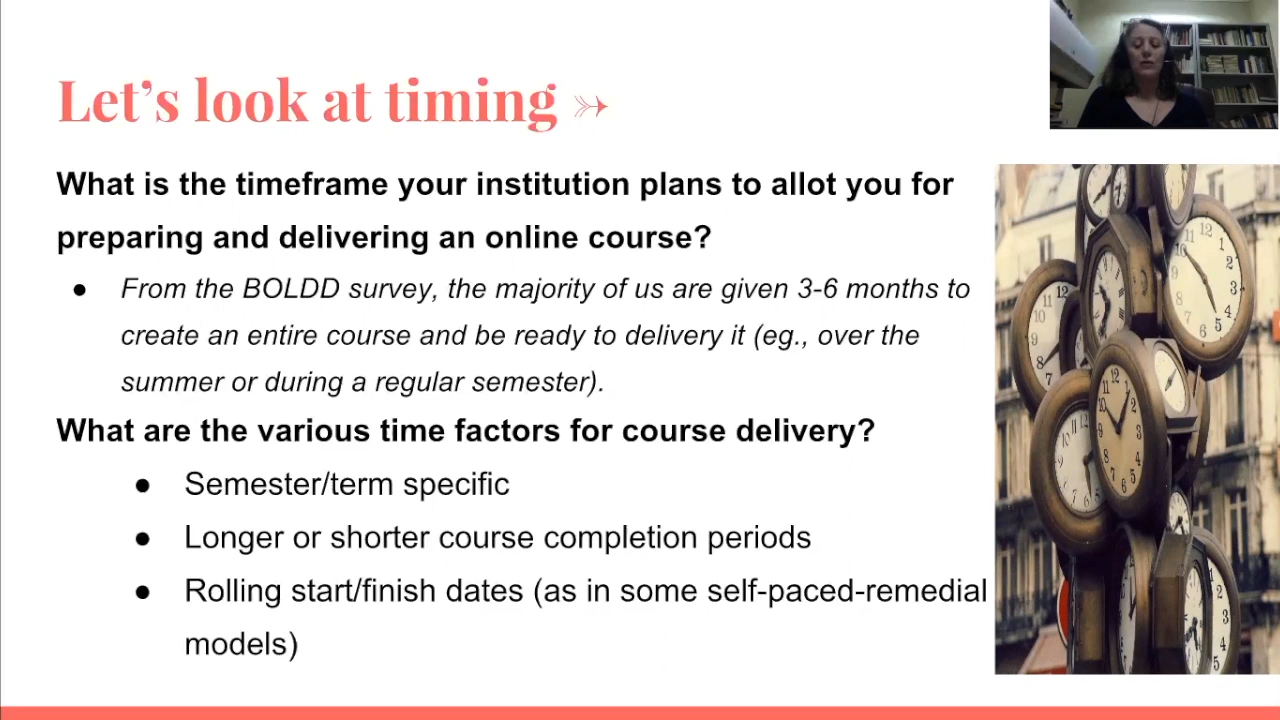 Let's look at timing
What is the timeframe your institution plans to allot you for
preparing and delivering an online course?
● From the BOLDD survey, the majority of us are given 3-6 months to
create an entire course and be ready to delivery it (eg., over the
summer or during a regular semester).
What are the various time factors for course delivery?
● Semester/term specific
● Longer or shorter course completion periods
● Rolling start/finish dates (as in some self-paced-remedial
models)